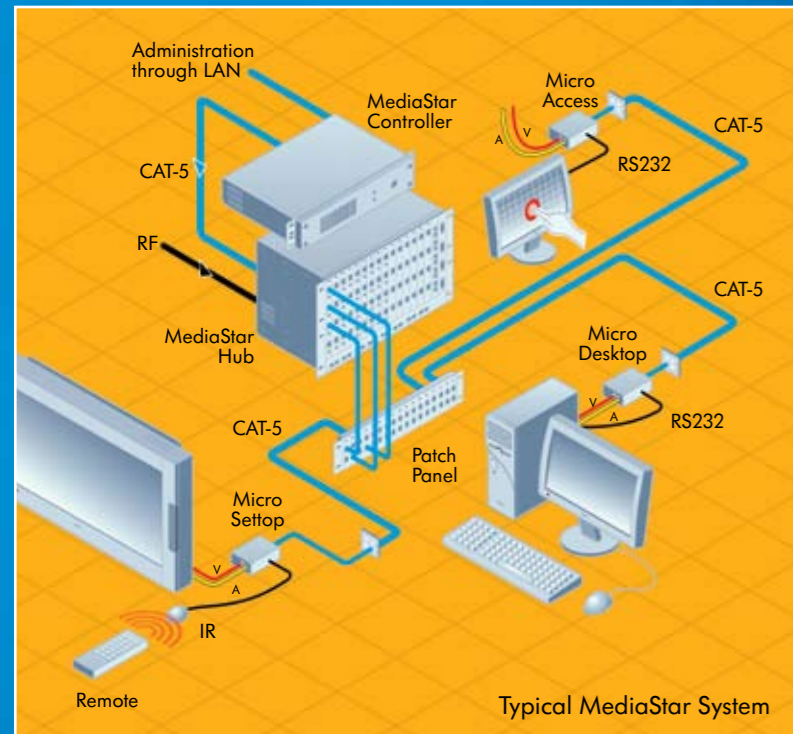 Administration
through LAN
MediaStar
Controller
Micro
Access
A
V
CAT-5
RS232
CAT-5
RF
MediaStar
Hub
CAT-5
Micro
Desktop
V
A
RS232
CAT-5
Patch
Panel
Micro
Settop
V
A
IR
Remote
Typical MediaStar System